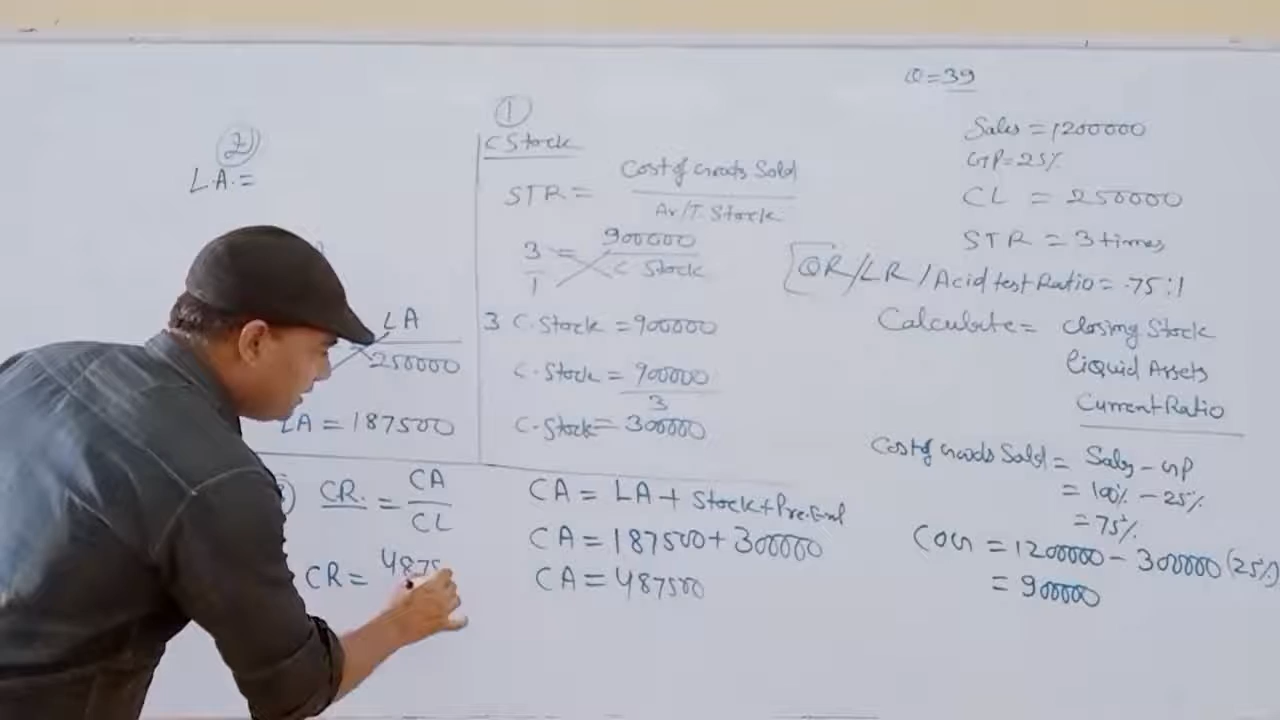 Q=39
Sales = 1200000
GP=25%
CL = 250000
STR = 3 times
QR/LR/Acid test Ratio = .75:1
Calculate = Closing Stock
Liquid Assets
Current Ratio
Cost of Goods Sold = Sales - GP
= 100% - 25%
= 75%
COG = 1200000 - 300000 (25%)
= 900000
1
C Stock
STR = Cost of Goods Sold
Av/T. Stock
3 = 900000
1 C Stock
3 C.Stock = 900000
C.Stock = 900000
3
C-Stock = 300000
2
L.A. =
LA
250000
LA = 187500
CR. = CA
CL
CR = 4875
CA = LA + Stock + Pre.
CA = 187500 + 300000
CA = 487500